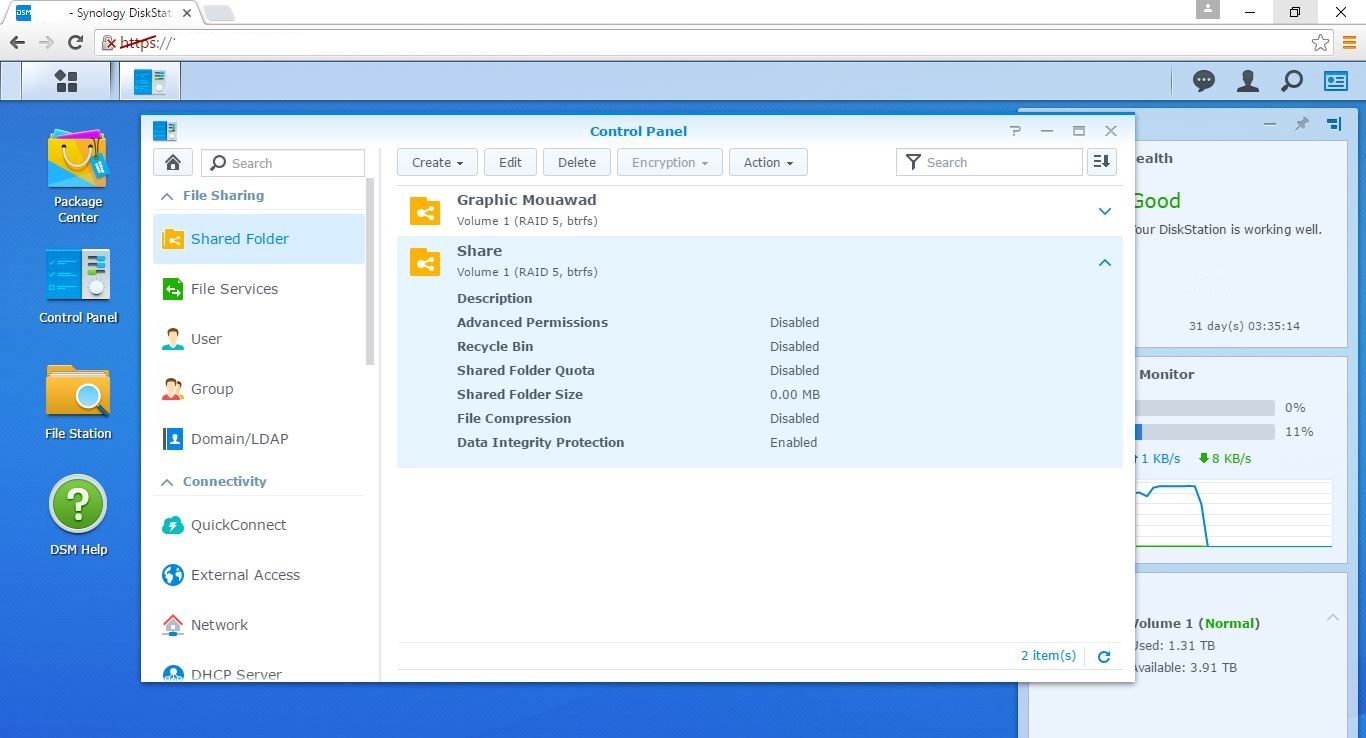 DSM - Synology DiskStat
https://
Package
Center
Control Panel
File Station
DSM Help
Control Panel
Search
File Sharing
Shared Folder
File Services
User
Group
Domain/LDAP
Connectivity
QuickConnect
External Access
Network
DHCP Server
Create Edit Delete Encryption Action Search
Graphic Mouawad
Volume 1 (RAID 5, btrfs)
Share
Volume 1 (RAID 5, btrfs)
Description
Advanced Permissions Disabled
Recycle Bin Disabled
Shared Folder Quota Disabled
Shared Folder Size 0.00 MB
File Compression Disabled
Data Integrity Protection Enabled
2 item(s)
ealth
Good
our DiskStation is working well.
31 day(s) 03:35:14
Monitor
0%
11%
1 KB/s 8 KB/s
Volume 1 (Normal)
Used: 1.31 TB
Available: 3.91 TB